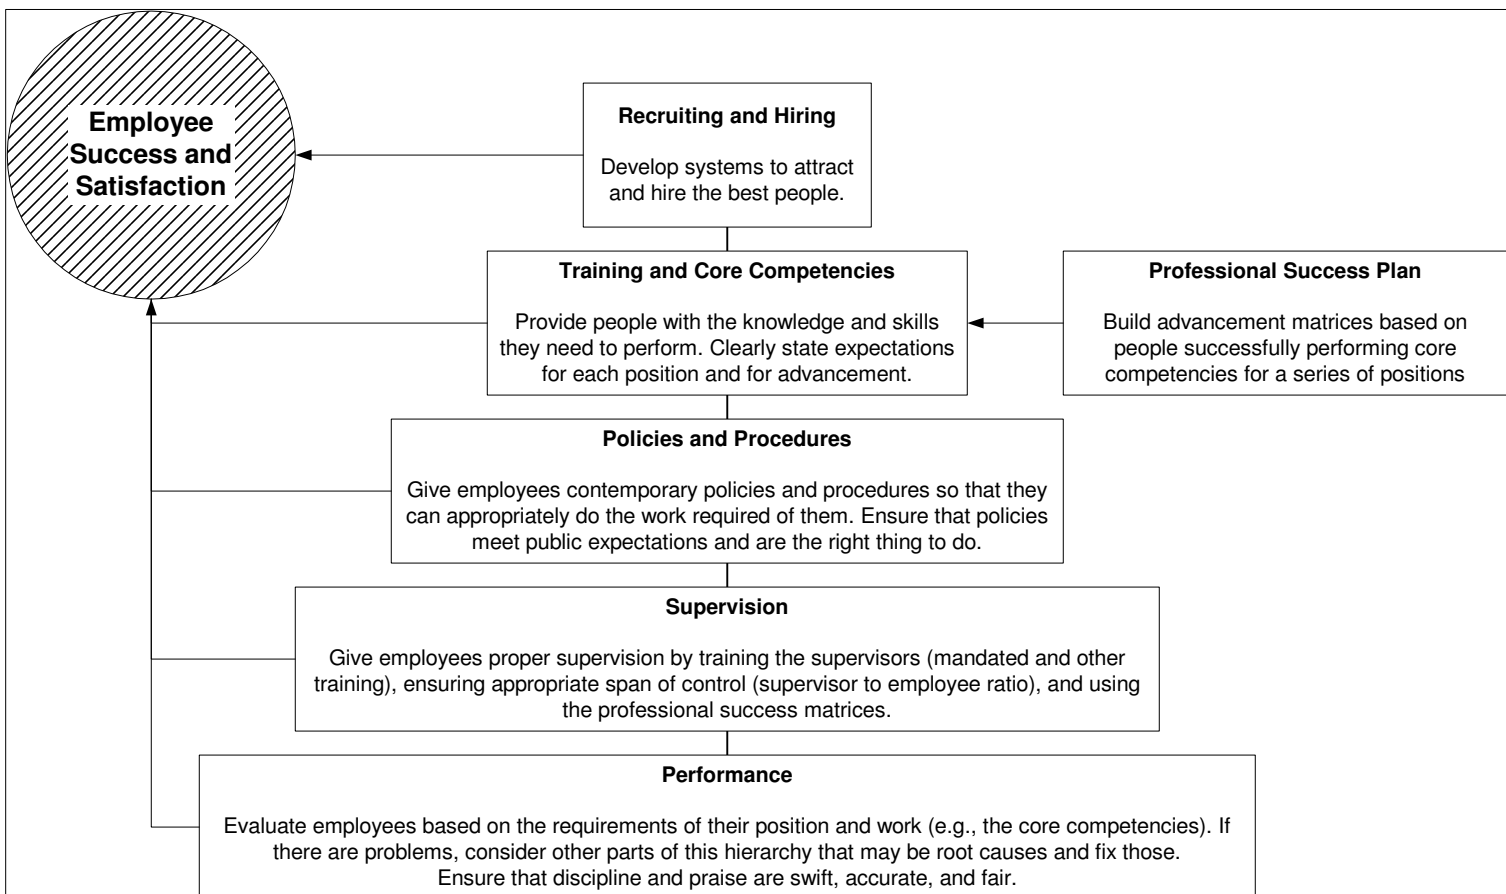 Employee
Success and
Satisfaction
Recruiting and Hiring
Develop systems to attract
and hire the best people.
Training and Core Competencies
Provide people with the knowledge and skills
they need to perform. Clearly state expectations
for each position and for advancement.
Professional Success Plan
Build advancement matrices based on
people successfully performing core
competencies for a series of positions
Policies and Procedures
Give employees contemporary policies and procedures so that they
can appropriately do the work required of them. Ensure that policies
meet public expectations and are the right thing to do.
Supervision
Give employees proper supervision by training the supervisors (mandated and other
training), ensuring appropriate span of control (supervisor to employee ratio), and using
the professional success matrices.
Performance
Evaluate employees based on the requirements of their position and work (e.g., the core competencies). If
there are problems, consider other parts of this hierarchy that may be root causes and fix those.
Ensure that discipline and praise are swift, accurate, and fair.